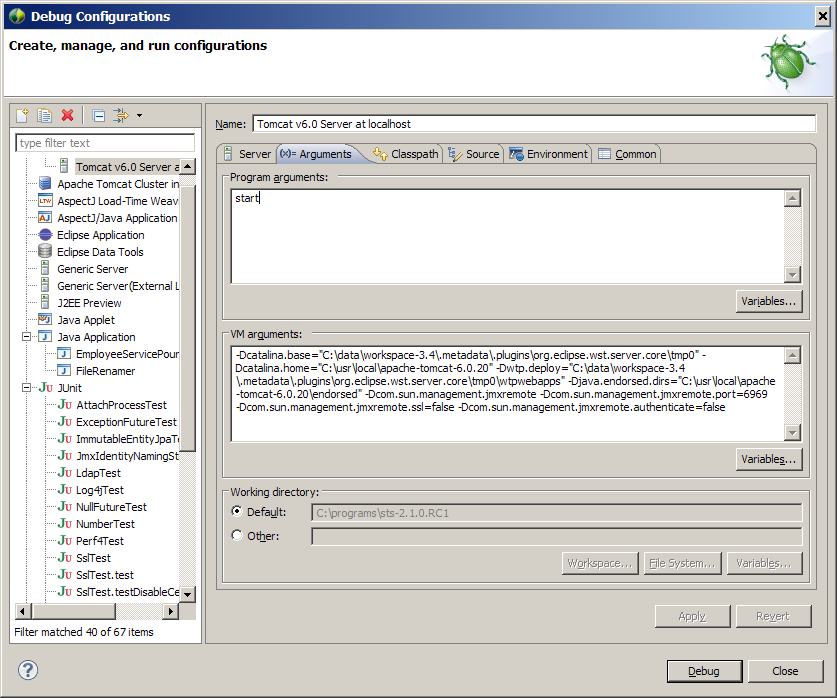 Debug Configurations
Create, manage, and run configurations
type filter text
Tomcat v6.0 Server a
Apache Tomcat Cluster in
AspectJ Load-Time Weav
AspectJ/Java Application
Eclipse Application
Eclipse Data Tools
Generic Server
Generic Server(External L
J2EE Preview
Java Applet
Java Application
EmployeeServicePour
FileRenamer
JUnit
AttachProcessTest
ExceptionFutureTest
ImmutableEntityJpaTe
JmxIdentityNamingSt
LdapTest
Log4jTest
NullFutureTest
NumberTest
Perf4Test
SslTest
SslTest.test
SslTest.testDisableCe
Filter matched 40 of 67 items
Name: Tomcat v6.0 Server at localhost
Server (x)= Arguments Classpath Source Environment Common
Program arguments:
start
Variables...
VM arguments:
-Dcatalina.base="C:\data\workspace-3.4\.metadata\.plugins\org.eclipse.wst.server.core\tmp0" -
Dcatalina.home="C:\usr\local\apache-tomcat-6.0.20" -Dwtp.deploy="C:\data\workspace-3.4
\.metadata\.plugins\org.eclipse.wst.server.core\tmp0\wtpwebapps" -Djava.endorsed.dirs="C:\usr\local\apache
-tomcat-6.0.20\endorsed" -Dcom.sun.management.jmxremote -Dcom.sun.management.jmxremote.port=6969
-Dcom.sun.management.jmxremote.ssl=false -Dcom.sun.management.jmxremote.authenticate=false
Variables...
Working directory:
Default: C:\programs\sts-2.1.0.RC1
Other:
Workspace... File System... Variables...
Apply Revert
Debug Close